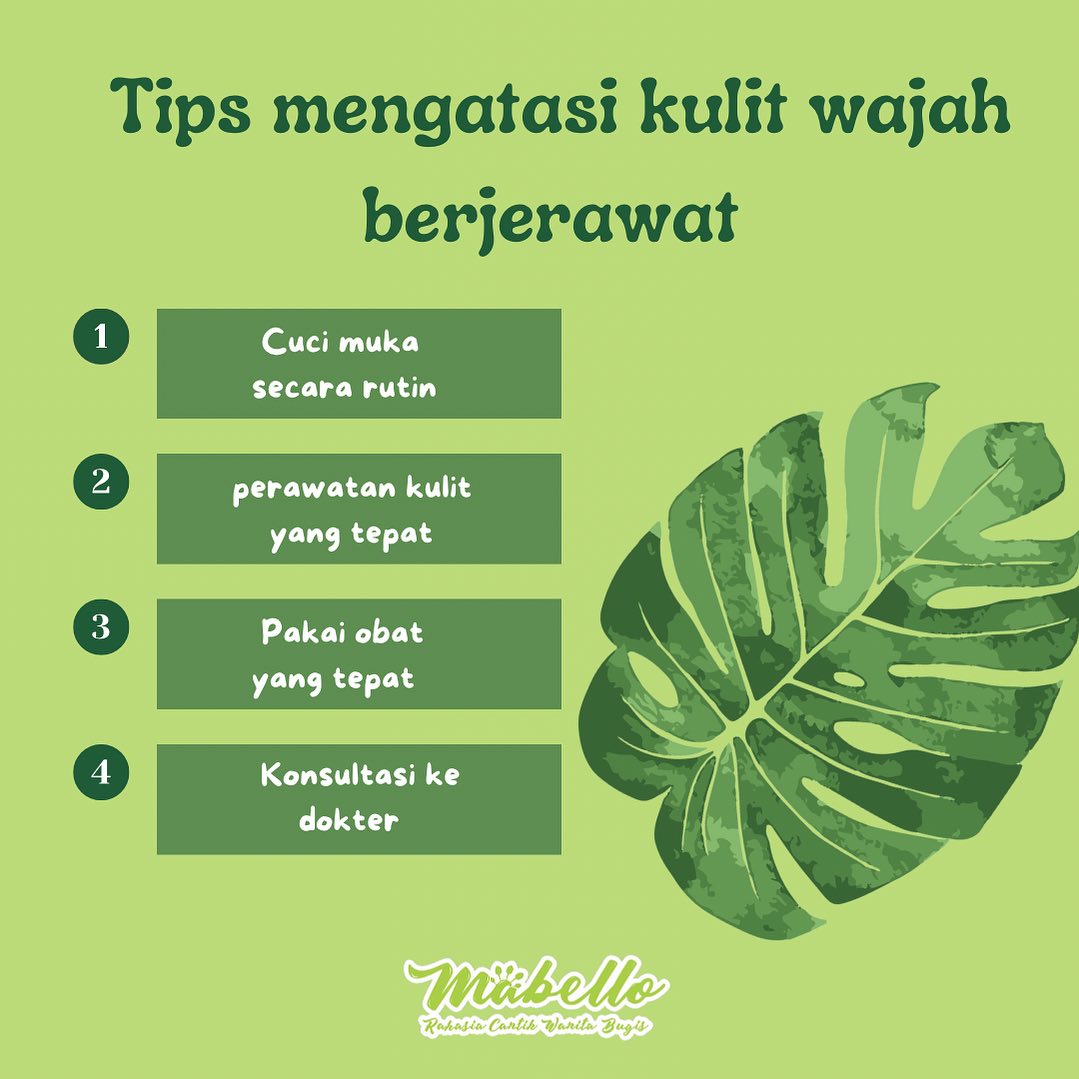 Tips mengatasi kulit wajah
berjerawat
1
Cuci muka
secara rutin
2
perawatan kulit
yang tepat
3
Pakai obat
yang tepat
4
Konsultasi ke
dokter
Mabello
Rahasia Cantik Wanita Bugis